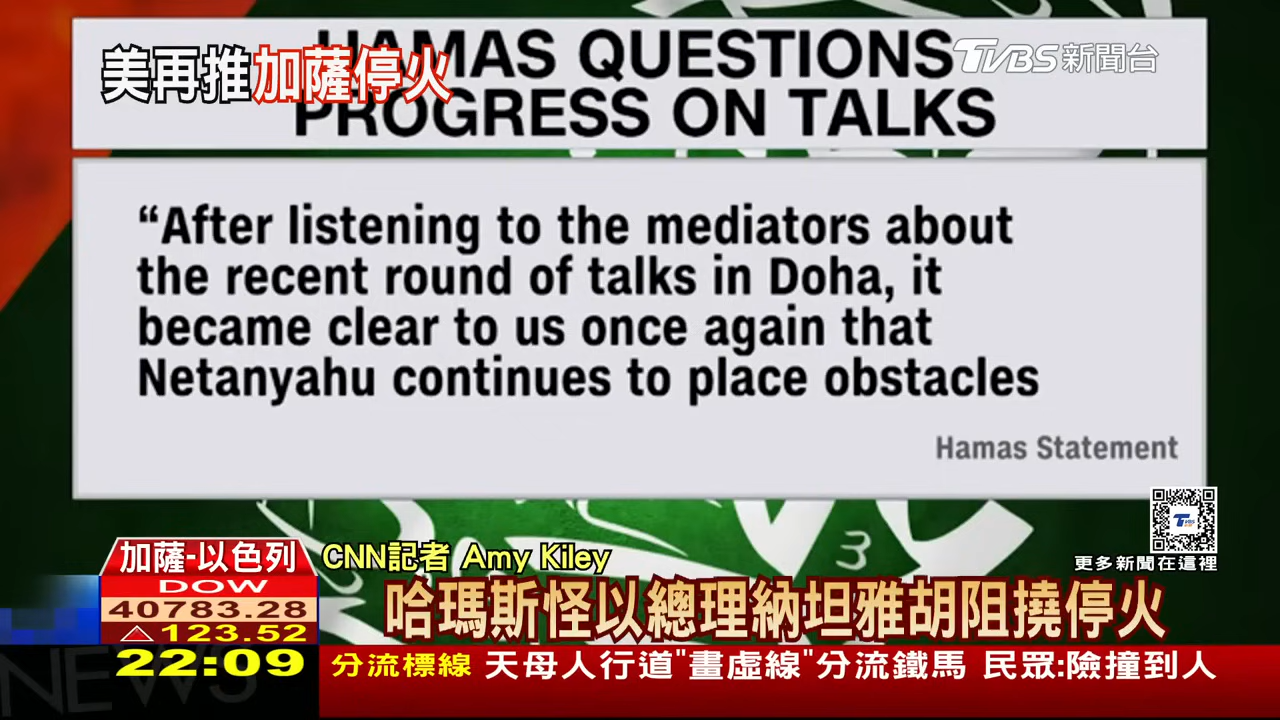 HAMAS QUESTIONS
PROGRESS ON TALKS
美再推加薩停火
TVBS新聞台
“After listening to the mediators about
the recent round of talks in Doha, it
became clear to us once again that
Netanyahu continues to place obstacles
Hamas Statement
更多新聞在這裡
加薩-以色列
CNN記者 Amy Kiley
DOW
40783.28
△123.52
哈瑪斯怪以總理納坦雅胡阻撓停火
22:09
分流標線 天母人行道"畫虛線"分流鐵馬 民眾:險撞到人
NEWS